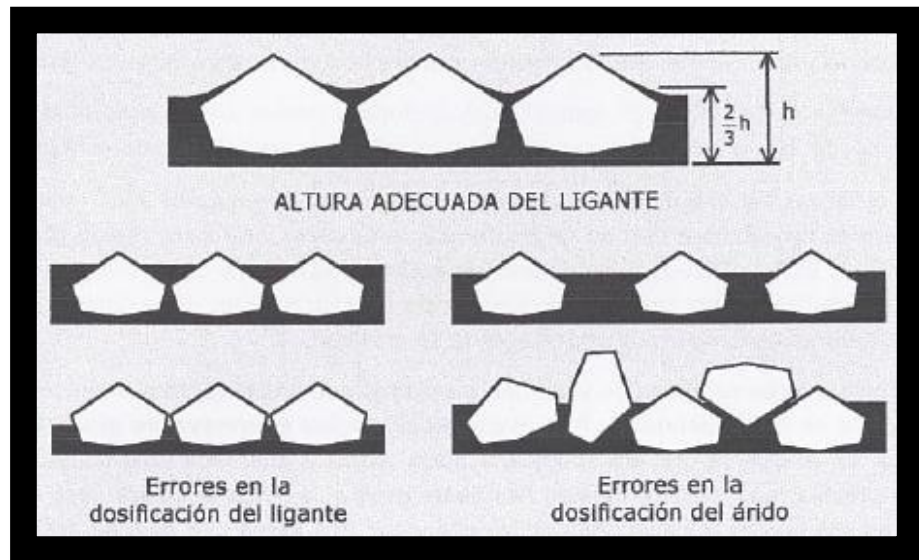 2/3 h
h
ALTURA ADECUADA DEL LIGANTE
Errores en la
dosificación del ligante
Errores en la
dosificación del árido